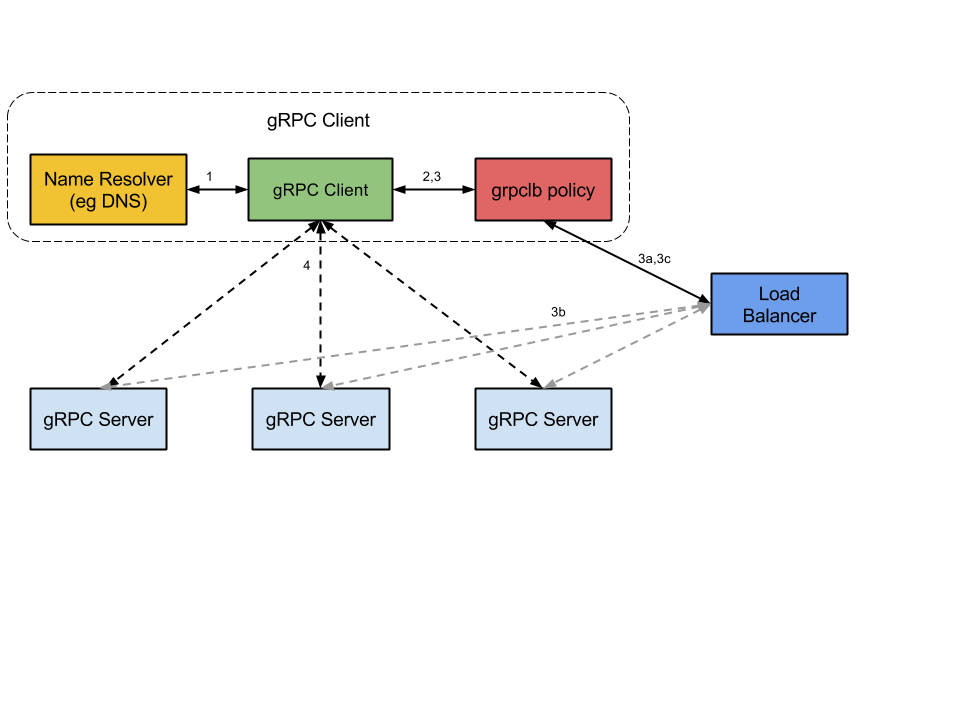 gRPC Client
Name Resolver
(eg DNS)
1
gRPC Client
2,3
grpclb policy
4
3a,3c
Load
Balancer
3b
gRPC Server
gRPC Server
gRPC Server